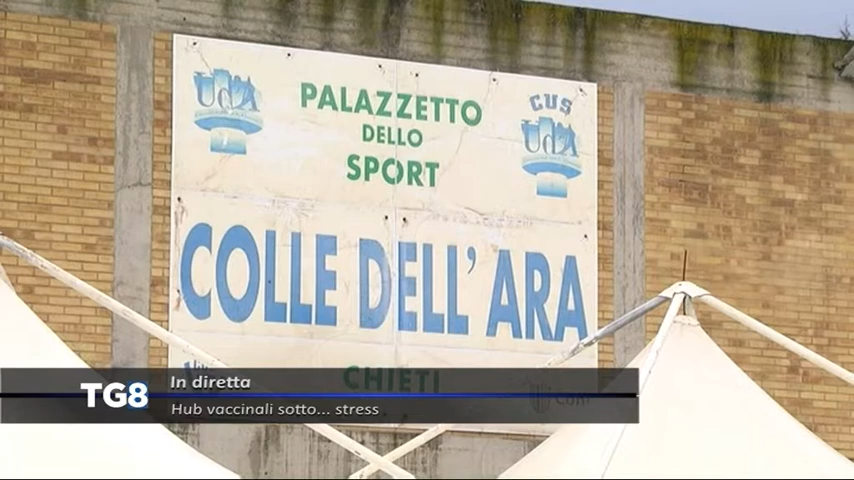 UdA
PALAZZETTO
DELLO
SPORT
CUS
UdA
COLLE DELL' ARA
CHIETI
TG8
In diretta
Hub vaccinali sotto... stress